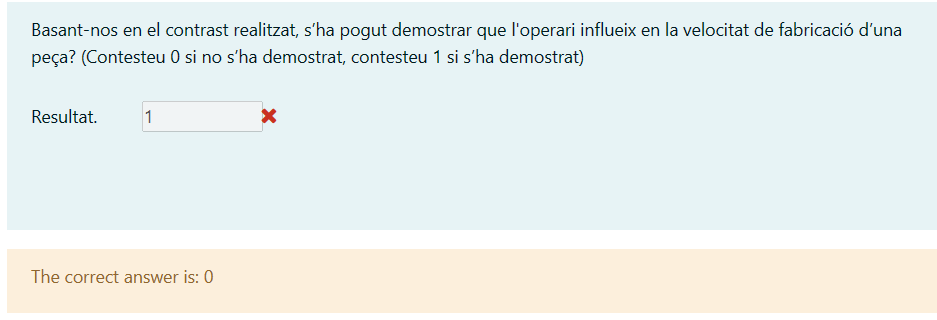 Basant-nos en el contrast realitzat, s’ha pogut demostrar que l'operari influeix en la velocitat de fabricació d’una
peça? (Contesteu 0 si no s’ha demostrat, contesteu 1 si s’ha demostrat)
Resultat. 1
The correct answer is: 0